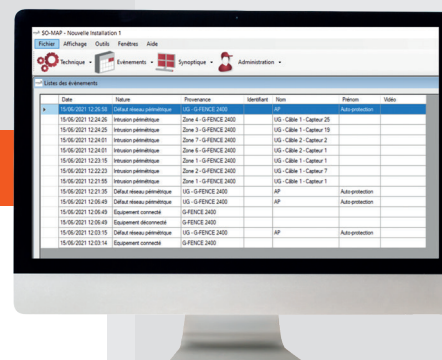 SO-MAP - Nouvelle Installation 1
Fichier Affichage Outils Fenêtres Aide
Technique Evénements Synoptique Administration
Listes des événements
Date Nature Provenance Identifiant Nom Prénom Vidéo
15/06/2021 12:26:58 Défaut réseau périmétrique UG - G-FENCE 2400 AP Auto-protection
15/06/2021 12:24:26 Intrusion périmétrique Zone 4 - G-FENCE 2400 UG - Câble 1 - Capteur 25
15/06/2021 12:24:25 Intrusion périmétrique Zone 3 - G-FENCE 2400 UG - Câble 1 - Capteur 19
15/06/2021 12:24:01 Intrusion périmétrique Zone 7 - G-FENCE 2400 UG - Câble 2 - Capteur 2
15/06/2021 12:24:01 Intrusion périmétrique Zone 6 - G-FENCE 2400 UG - Câble 2 - Capteur 1
15/06/2021 12:23:15 Intrusion périmétrique Zone 1 - G-FENCE 2400 UG - Câble 1 - Capteur 1
15/06/2021 12:22:23 Intrusion périmétrique Zone 2 - G-FENCE 2400 UG - Câble 1 - Capteur 7
15/06/2021 12:21:55 Intrusion périmétrique Zone 1 - G-FENCE 2400 UG - Câble 1 - Capteur 1
15/06/2021 12:21:35 Défaut réseau périmétrique UG - G-FENCE 2400 AP Auto-protection
15/06/2021 12:06:49 Défaut réseau périmétrique UG - G-FENCE 2400 AP Auto-protection
15/06/2021 12:06:49 Equipement connecté G-FENCE 2400
15/06/2021 12:06:49 Equipement déconnecté G-FENCE 2400
15/06/2021 12:03:15 Défaut réseau périmétrique UG - G-FENCE 2400 AP Auto-protection
15/06/2021 12:03:14 Equipement connecté G-FENCE 2400